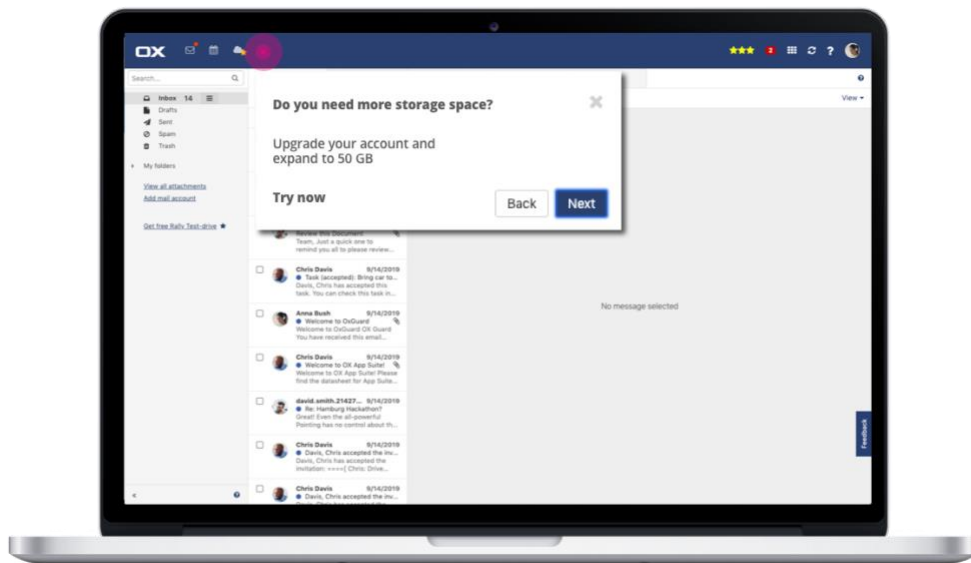 OX
2
Search...
Inbox 14
Drafts
Sent
Spam
Trash
My folders
View all attachments
Add mail account
Get free Rally Test-drive
View
Do you need more storage space?
Upgrade your account and
expand to 50 GB
Try now
Back
Next
Review this Document
Team, Just a quick one to
remind you all to please review...
Chris Davis 9/14/2019
Task (accepted): Bring car to...
Davis, Chris has accepted this
task. You can check this task in...
Anna Bush 9/14/2019
Welcome to OxGuard
Welcome to OxGuard OX Guard
You have received this email...
Chris Davis 9/14/2019
Welcome to OX App Suite!
Welcome to OX App Suite! Please
find the datasheet for App Suite...
david.smith.21427... 9/14/2019
Re: Hamburg Hackathon?
Great! Even the all-powerful
Pointing has no control about th...
Chris Davis 9/14/2019
Davis, Chris accepted the inv...
Davis, Chris has accepted the
invitation: ====[ Chris: Drive...
Chris Davis 9/14/2019
Davis, Chris accepted the inv...
No message selected
Feedback